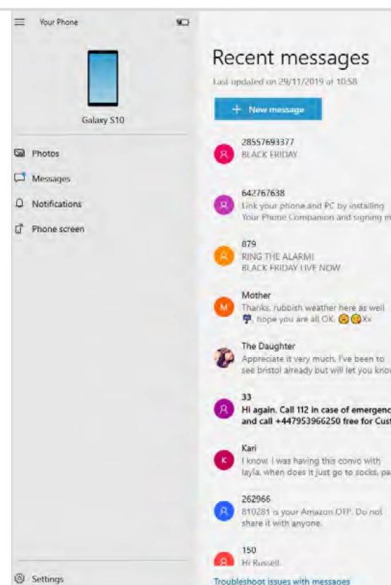 Your Phone
Galaxy S10
Photos
Messages
Notifications
Phone screen
Settings
Recent messages
Last updated on 29/11/2019 at 10:58
+ New message
28557693377
BLACK FRIDAY
642767638
Link your phone and PC by installing
Your Phone Companion and signing
879
RING THE ALARM!
BLACK FRIDAY LIVE NOW
Mother
Thanks, rubbish weather here as well
, hope you are all OK. Xx
The Daughter
Appreciate it very much, I've been to
see bristol already but will let you know
33
Hi again. Call 112 in case of emergenc
and call +447953966250 free for Cust
Kari
I know. I was having this convo with
layla, when does it just go to socks, pa
262966
810281 is your Amazon OTP. Do not
share it with anyone.
150
Hi Russell.
Troubleshoot issues with messages